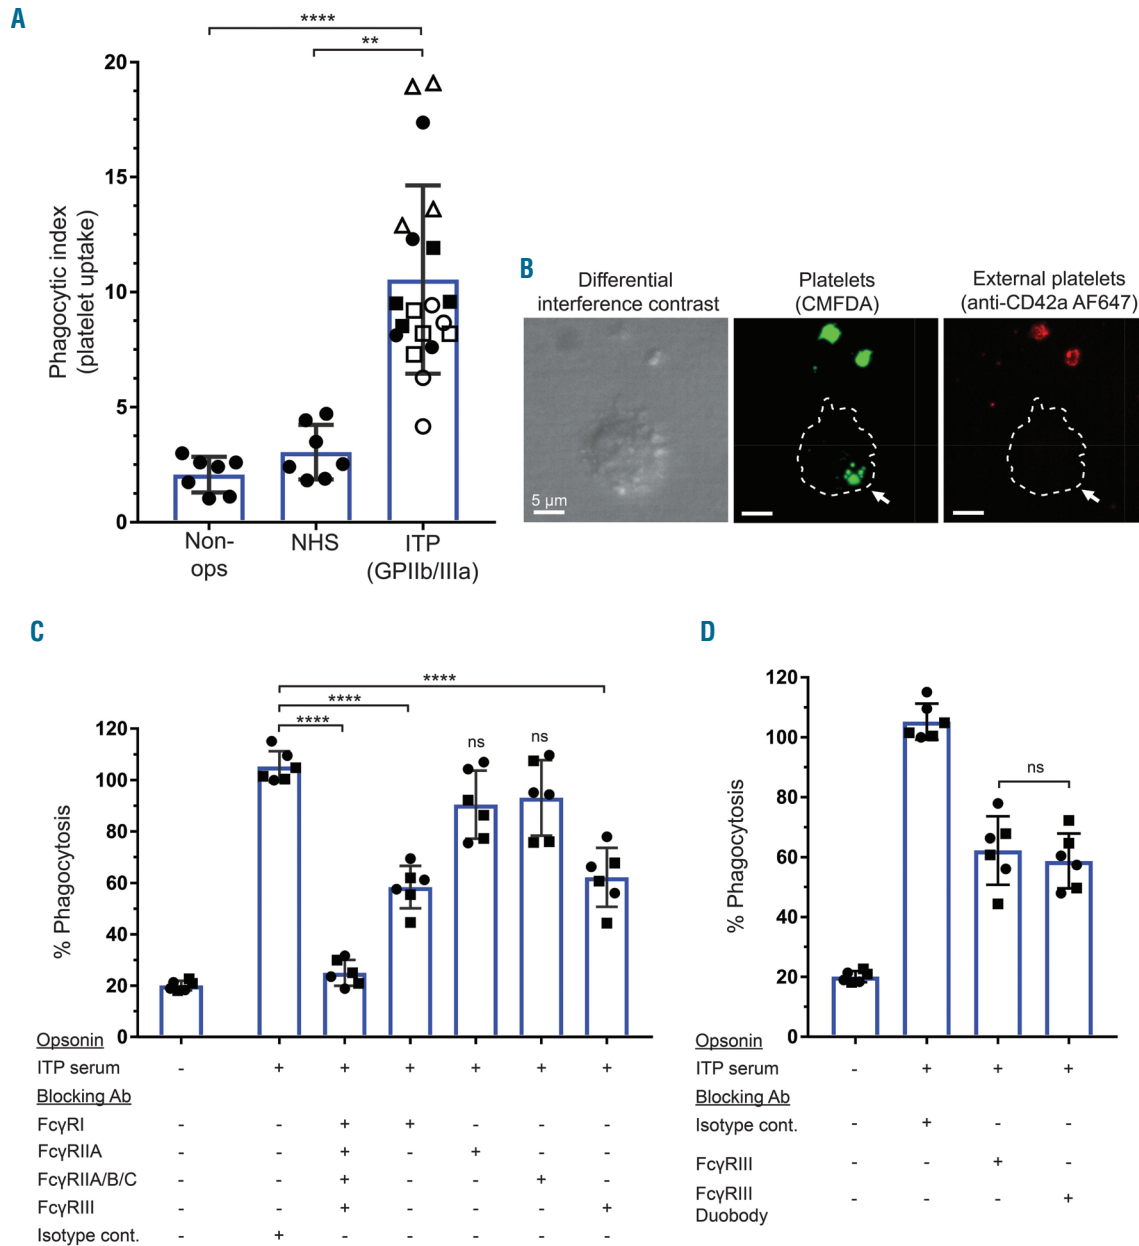 A
****
**
20
15
10
5
0
Phagocytic index
(platelet uptake)
Non-
ops
NHS
ITP
(GPIIb/IIIa)
B
Differential
interference contrast
Platelets
(CMFDA)
External platelets
(anti-CD42a AF647)
5 µm
C
****
****
****
ns
ns
120
100
80
60
40
20
0
% Phagocytosis
Opsonin
ITP serum - + + + + + +
Blocking Ab
FcγRI - - + + - - -
FcγRIIA - - + - + - -
FcγRIIA/B/C - - + - - + -
FcγRIII - - + - - - +
Isotype cont. - + - - - - -
D
ns
120
100
80
60
40
20
0
% Phagocytosis
Opsonin
ITP serum - + + +
Blocking Ab
Isotype cont. - + - -
FcγRIII - - + -
FcγRIII - - - +
Duobody